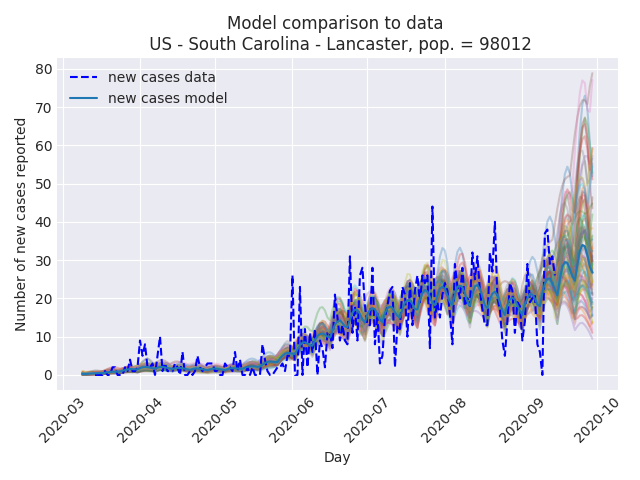 Model comparison to data
US - South Carolina - Lancaster, pop. = 98012
new cases data
new cases model
Number of new cases reported
80
70
60
50
40
30
20
10
0
2020-03
2020-04
2020-05
2020-06
2020-07
2020-08
2020-09
2020-10
Day